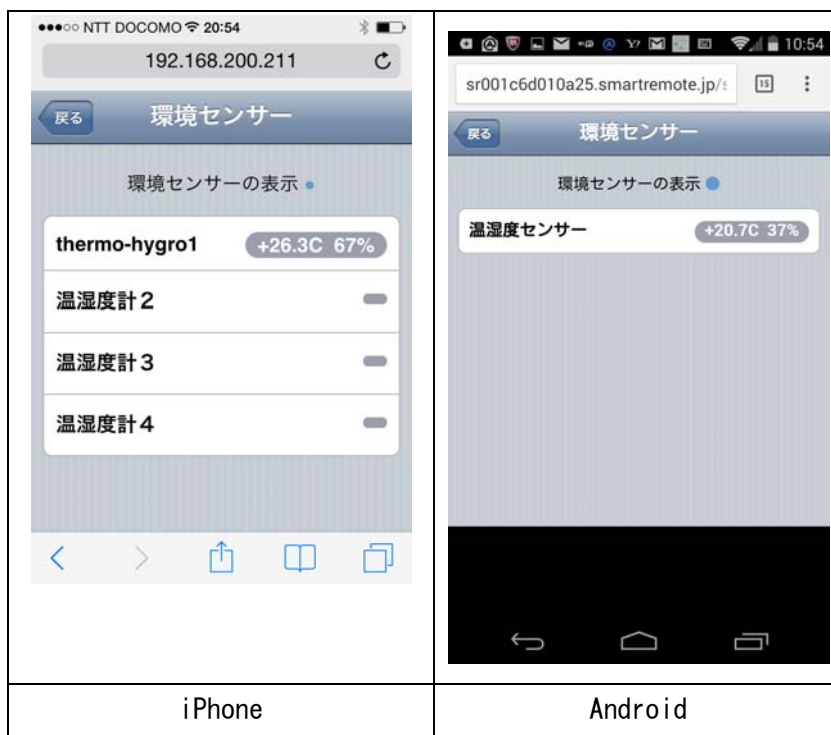 NTT DOCOMO 20:54
192.168.200.211
戻る 環境センサー
環境センサーの表示
thermo-hygro1 +26.3C 67%
温湿度計2
温湿度計3
温湿度計4
iPhone
10:54
sr001c6d010a25.smartremote.jp/s 15
戻る 環境センサー
環境センサーの表示
温湿度センサー +20.7C 37%
Android